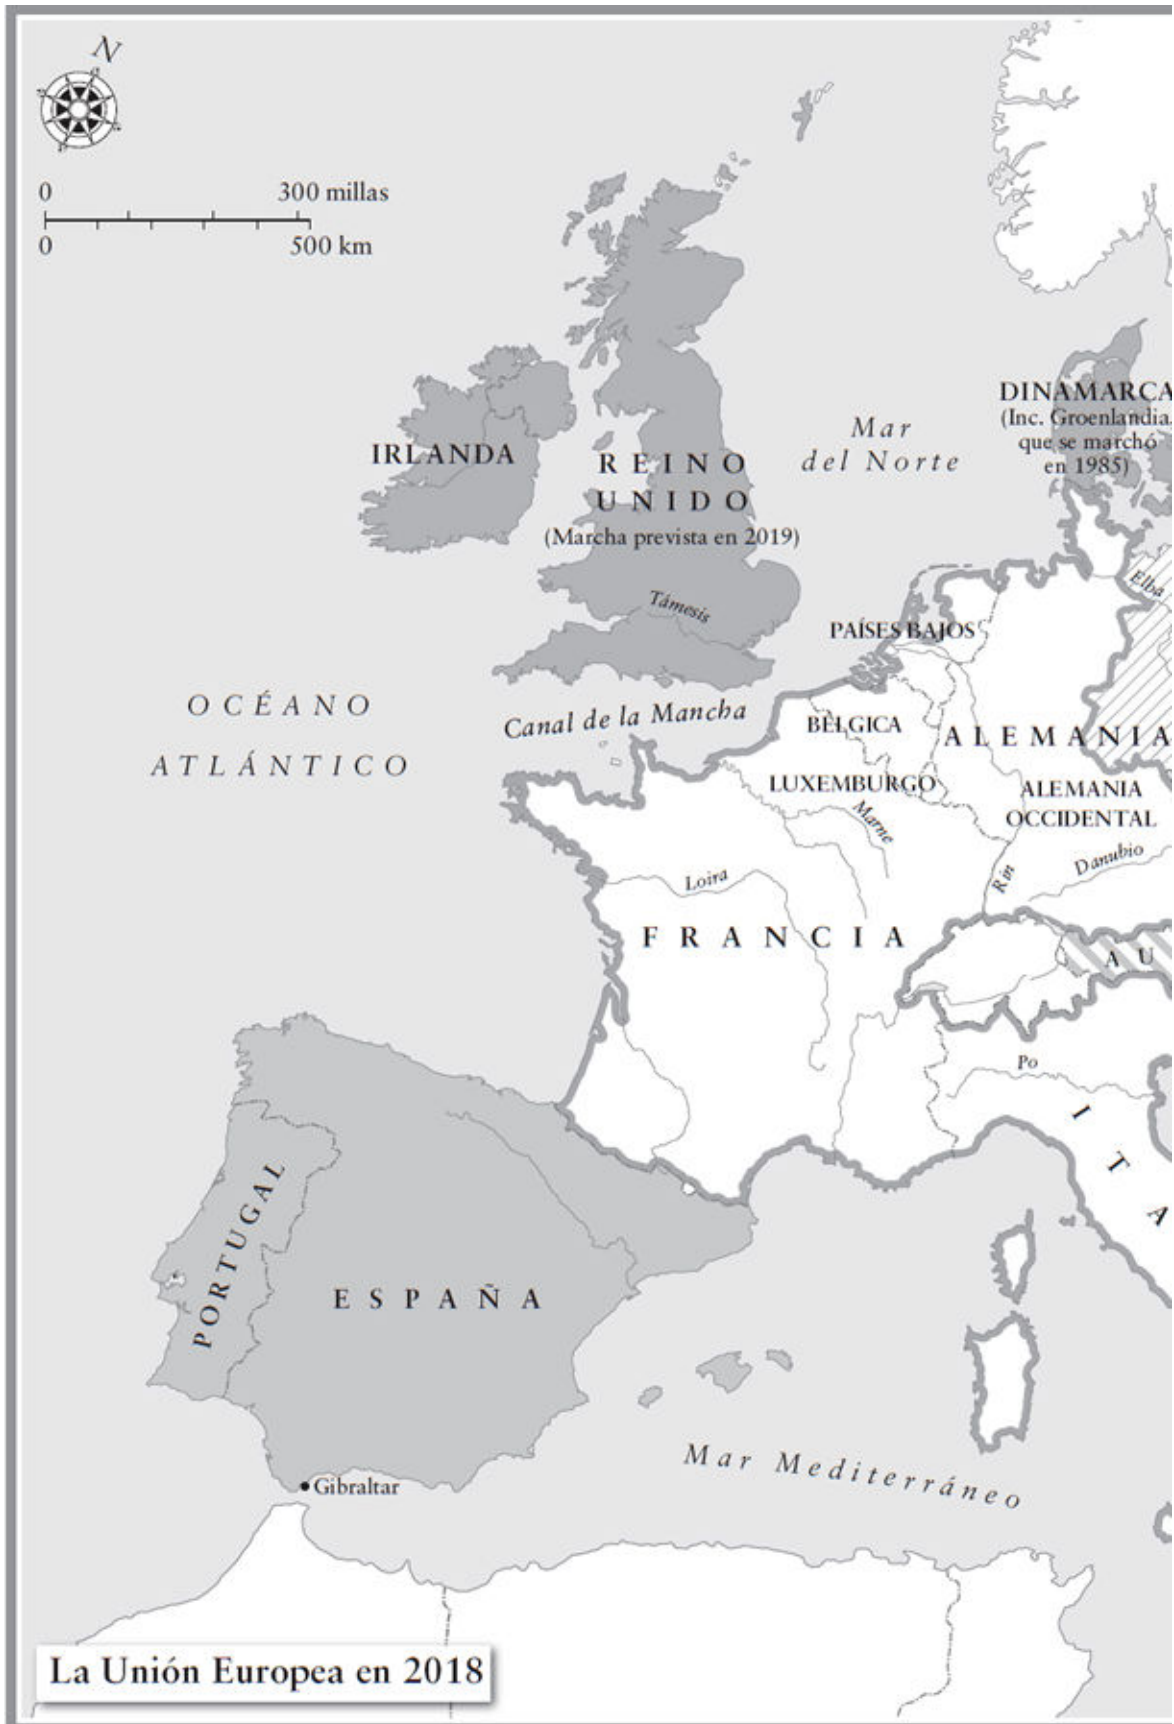 N
0 300 millas
0 500 km
IRLANDA
REINO
UNIDO
(Marcha prevista en 2019)
Támesis
Mar
del Norte
DINAMARCA
(Inc. Groenlandia,
que se marchó
en 1985)
Elba
PAÍSES BAJOS
OCÉANO
ATLÁNTICO
Canal de la Mancha
BÉLGICA
ALEMANIA
LUXEMBURGO
ALEMANIA
OCCIDENTAL
Marne
Danubio
Rin
Loira
FRANCIA
AU
Po
ITA
PORTUGAL
ESPAÑA
Mar Mediterráneo
Gibraltar
La Unión Europea en 2018